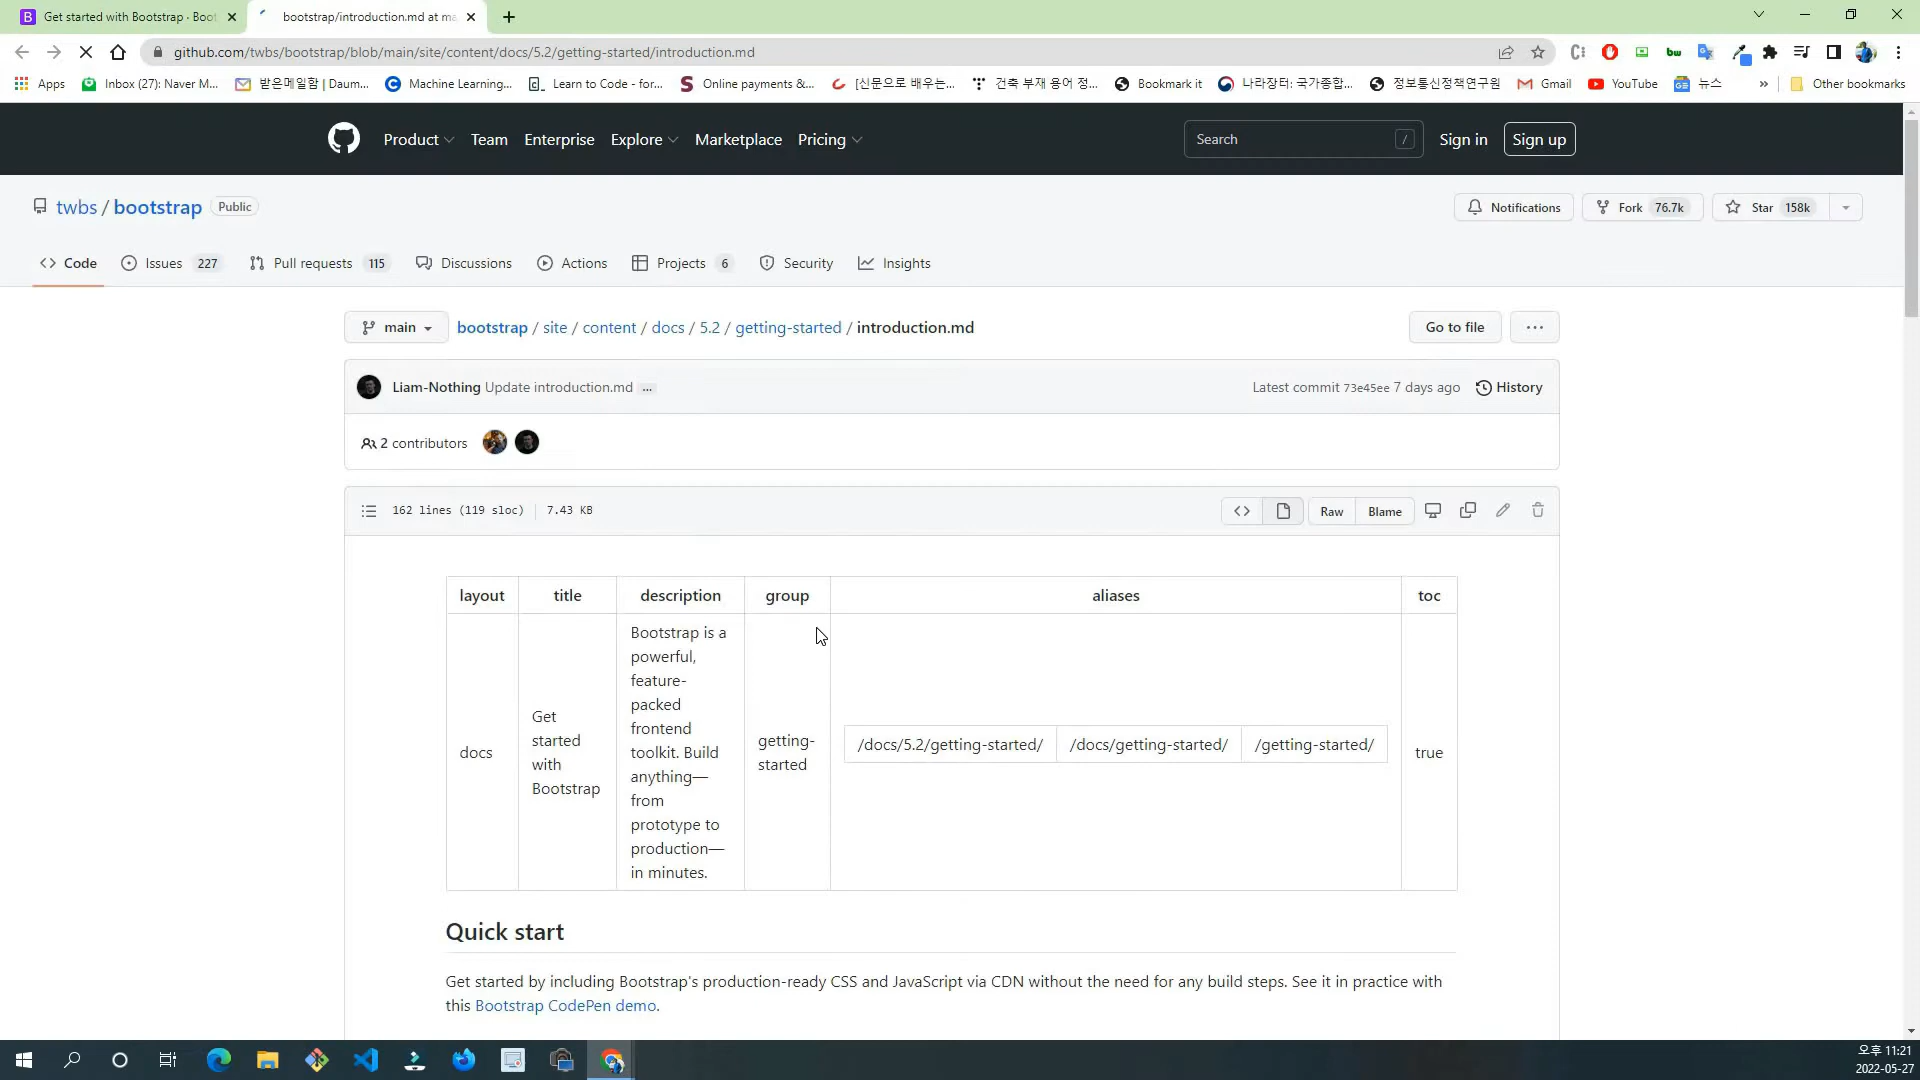 Get started with Bootstrap · Boot
bootstrap/introduction.md at ma
github.com/twbs/bootstrap/blob/main/site/content/docs/5.2/getting-started/introduction.md
Apps
Inbox (27): Naver M...
받은메일함 | Daum...
Machine Learning...
Learn to Code - for...
Online payments &...
[신문으로 배우는...
건축 부재 용어 정...
Bookmark it
나라장터: 국가종합...
정보통신정책연구원
Gmail
YouTube
뉴스
»
Other bookmarks
Product
Team
Enterprise
Explore
Marketplace
Pricing
Search
/
Sign in
Sign up
twbs / bootstrap
Public
Notifications
Fork 76.7k
Star 158k
Code
Issues 227
Pull requests 115
Discussions
Actions
Projects 6
Security
Insights
main
bootstrap / site / content / docs / 5.2 / getting-started / introduction.md
Go to file
...
Liam-Nothing Update introduction.md ...
Latest commit 73e45ee 7 days ago
History
2 contributors
162 lines (119 sloc)
7.43 KB
<>
Raw
Blame
layout
title
description
group
aliases
toc
docs
Get
started
with
Bootstrap
Bootstrap is a
powerful,
feature-
packed
frontend
toolkit. Build
anything—
from
prototype to
production—
in minutes.
getting-
started
/docs/5.2/getting-started/
/docs/getting-started/
/getting-started/
true
Quick start
Get started by including Bootstrap's production-ready CSS and JavaScript via CDN without the need for any build steps. See it in practice with
this Bootstrap CodePen demo.
오후 11:21
2022-05-27